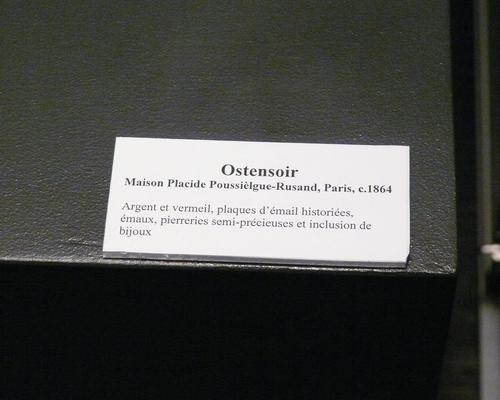 Ostensoir
Maison Placide Poussièlgue-Rusand, Paris, c.1864
Argent et vermeil, plaques d'émail historiées,
émaux, pierreries semi-précieuses et inclusion de
bijoux